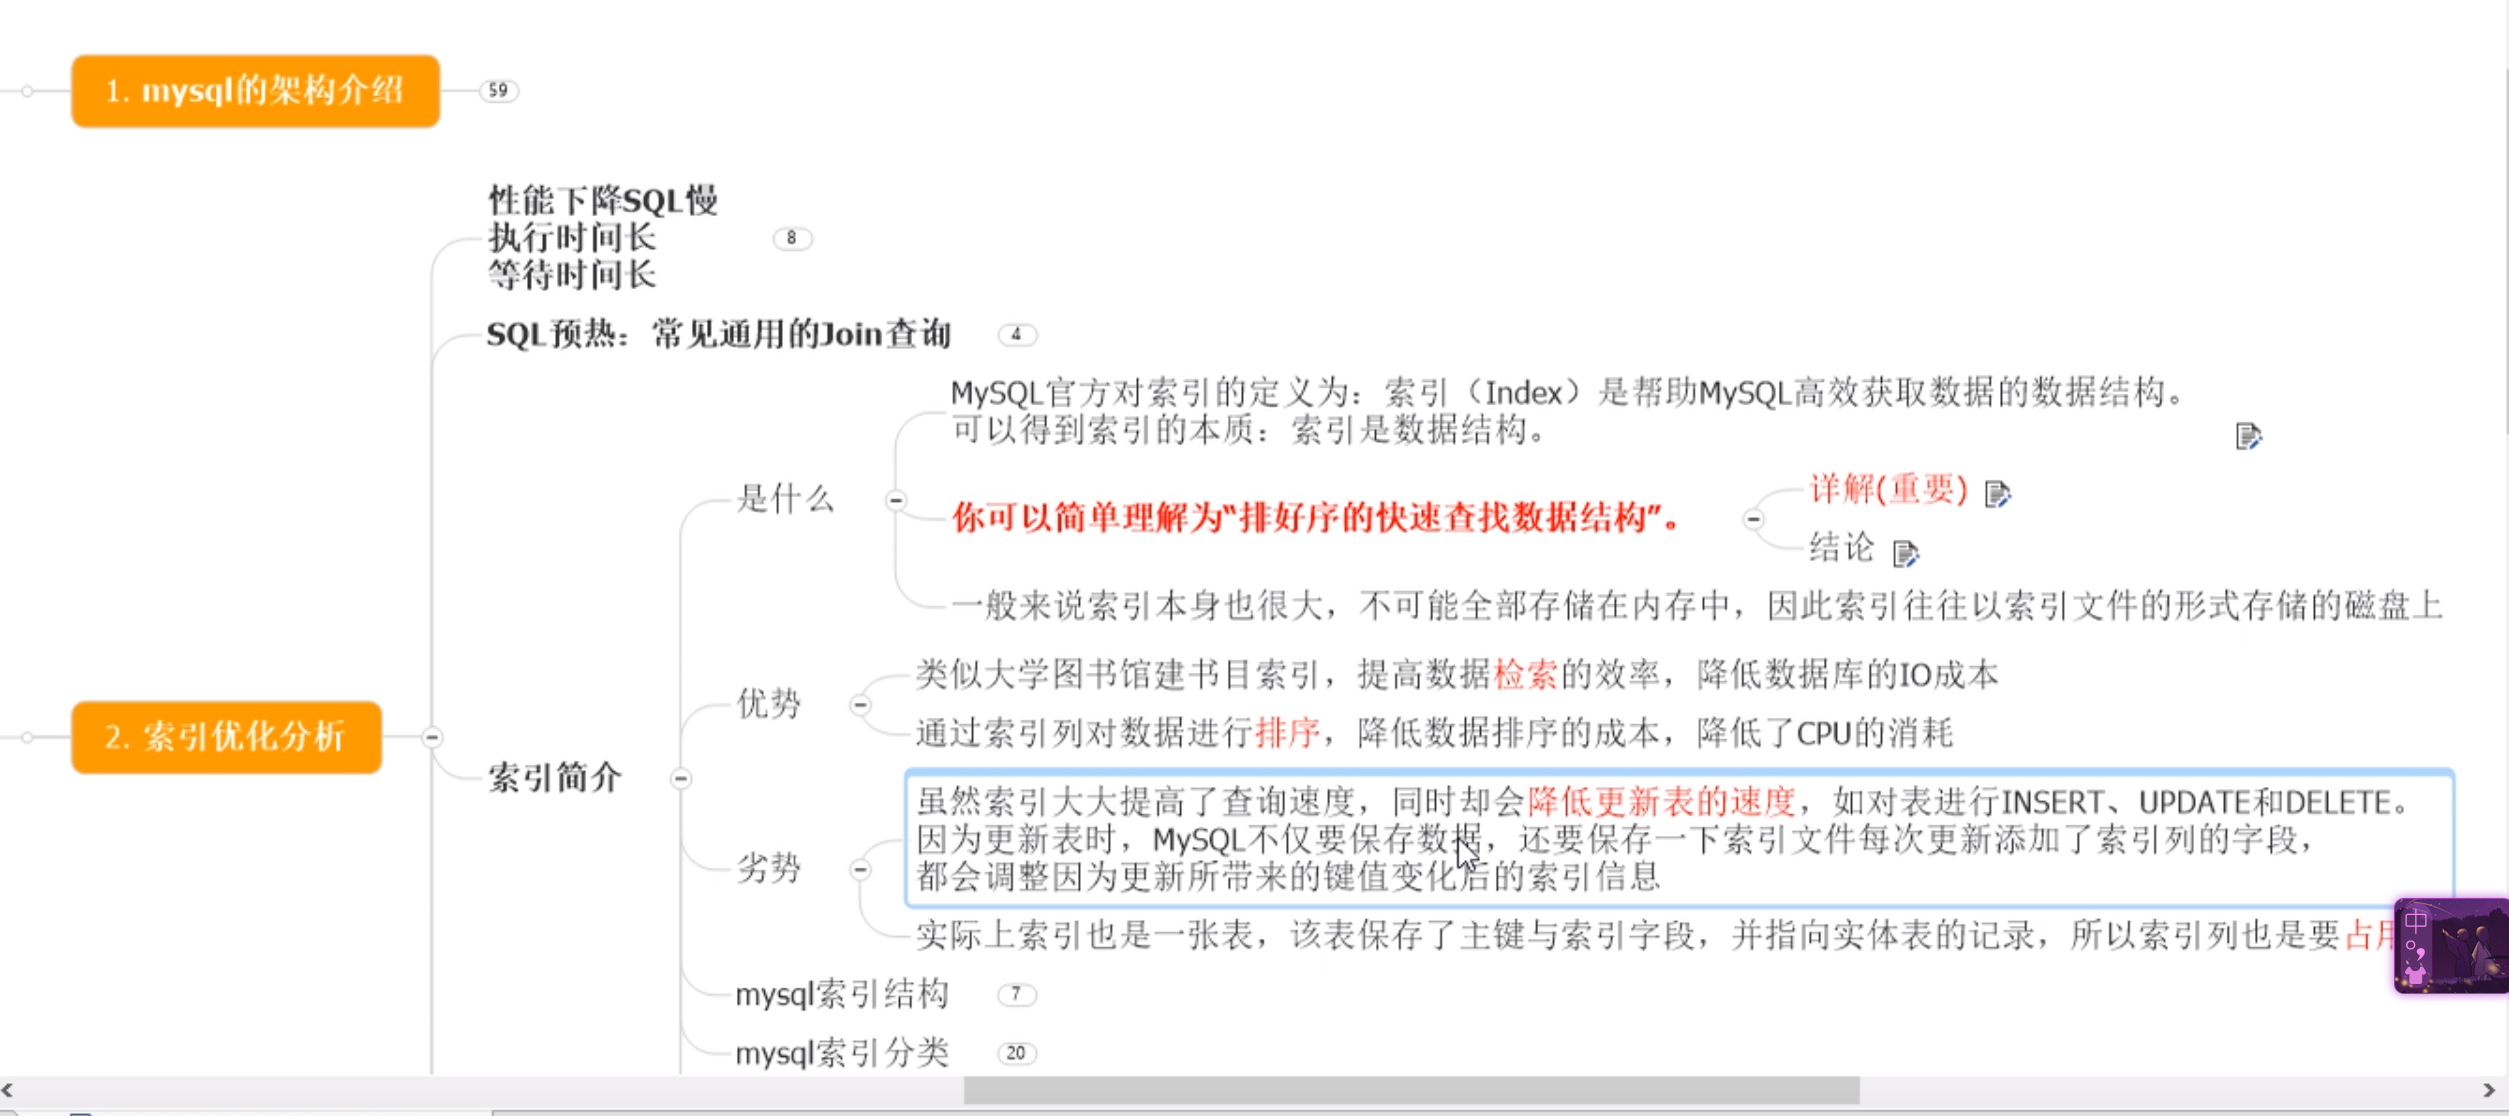 1. mysql的架构介绍
59
性能下降SQL慢
执行时间长
等待时间长
8
SQL预热：常见通用的Join查询
4
MySQL官方对索引的定义为：索引（Index）是帮助MySQL高效获取数据的数据结构。
可以得到索引的本质：索引是数据结构。
是什么
你可以简单理解为“排好序的快速查找数据结构”。
详解(重要)
结论
一般来说索引本身也很大，不可能全部存储在内存中，因此索引往往以索引文件的形式存储的磁盘上
优势
类似大学图书馆建书目索引，提高数据检索的效率，降低数据库的IO成本
通过索引列对数据进行排序，降低数据排序的成本，降低了CPU的消耗
2. 索引优化分析
索引简介
劣势
虽然索引大大提高了查询速度，同时却会降低更新表的速度，如对表进行INSERT、UPDATE和DELETE。
因为更新表时，MySQL不仅要保存数据，还要保存一下索引文件每次更新添加了索引列的字段，
都会调整因为更新所带来的键值变化后的索引信息
实际上索引也是一张表，该表保存了主键与索引字段，并指向实体表的记录，所以索引列也是要占
中
mysql索引结构
7
mysql索引分类
20